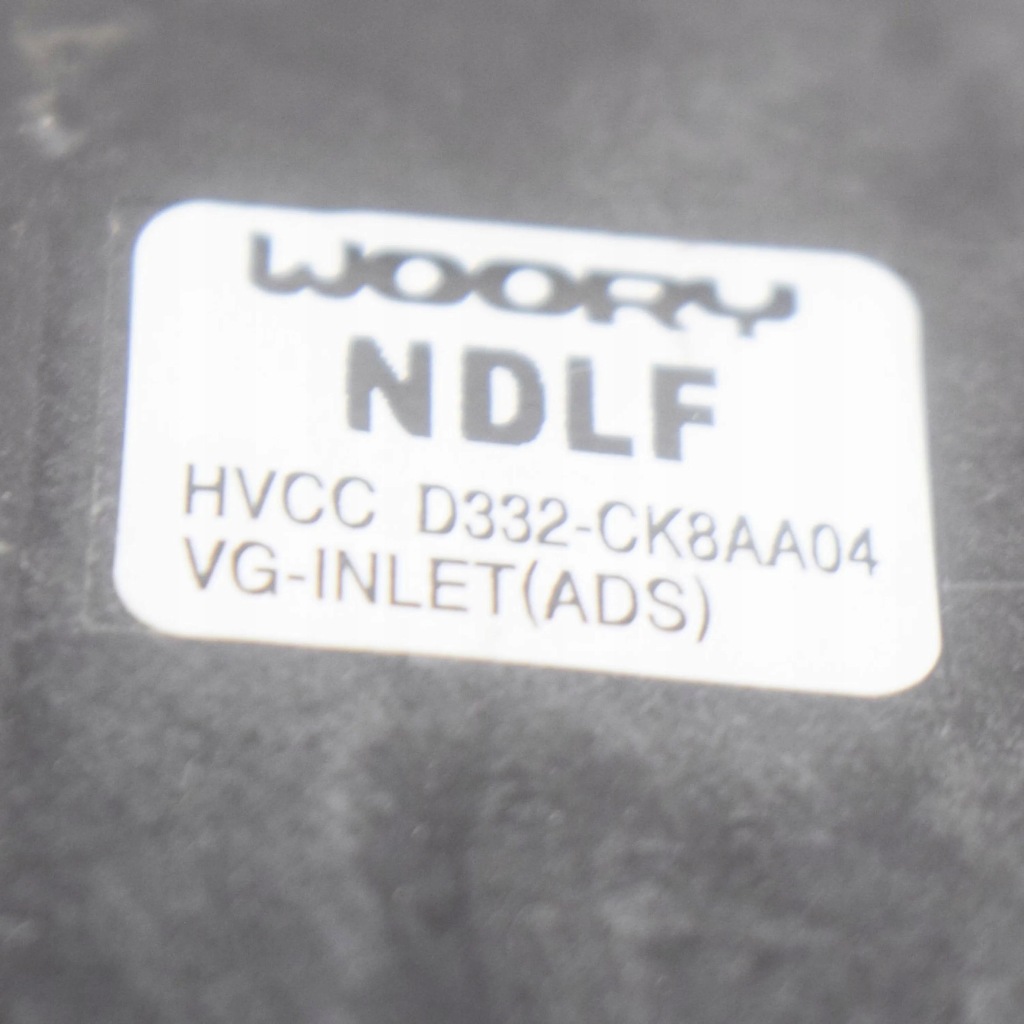 WOORY
NDLF
HVCC D332-CK8AA04
VG-INLET(ADS)